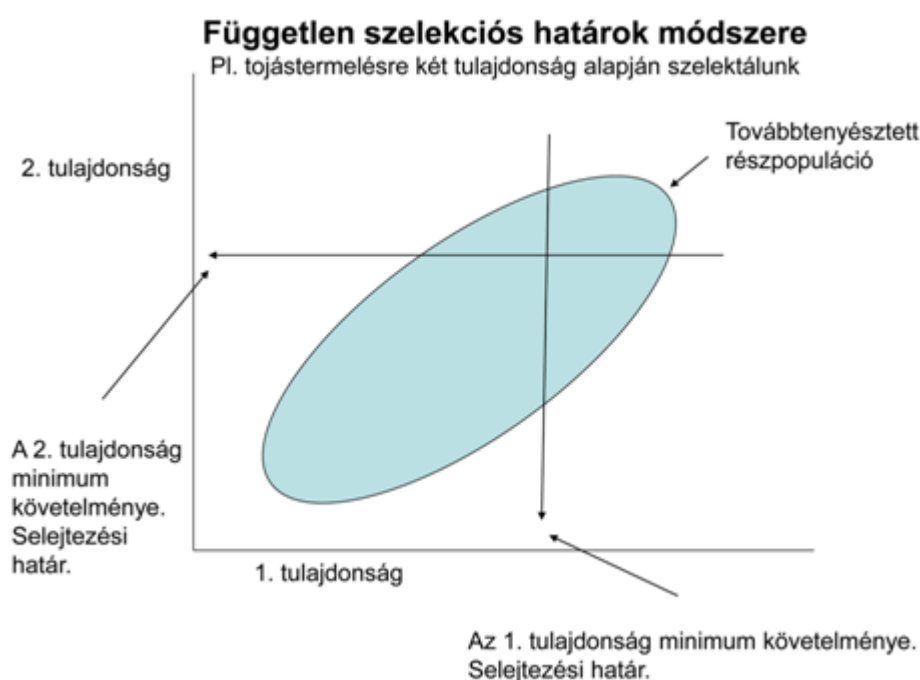 Független szelekciós határok módszere
Pl. tojástermelésre két tulajdonság alapján szelektálunk
Továbbtenyésztett
részpopuláció
2. tulajdonság
A 2. tulajdonság
minimum
követelménye.
Selejtezési
határ.
1. tulajdonság
Az 1. tulajdonság minimum követelménye.
Selejtezési határ.